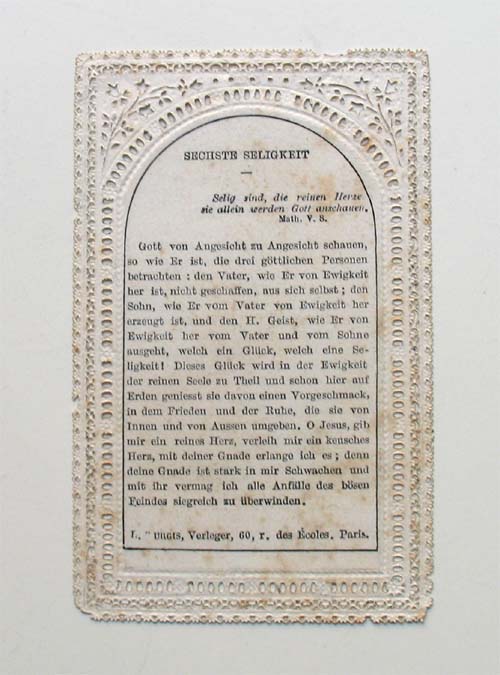 SECHSTE SELIGKEIT
Selig sind, die reinen Herze
sie allein werden Gott anschauen.
Math. V. 8.
Gott von Angesicht zu Angesicht schauen,
so wie Er ist, die drei göttlichen Personen
betrachten : den Vater, wie Er von Ewigkeit
her ist, nicht geschaffen, aus sich selbst ; den
Sohn, wie Er vom Vater von Ewigkeit her
erzeugt ist, und den H. Geist, wie Er von
Ewigkeit her vom Vater und vom Sohne
ausgeht, welch ein Glück, welch eine Se-
ligkeit! Dieses Glück wird in der Ewigkeit
der reinen Seele zu Theil und schon hier auf
Erden geniesst sie davon einen Vorgeschmack,
in dem Frieden und der Ruhe, die sie von
Innen und von Aussen umgeben. O Jesus, gib
mir ein reines Herz, verleih mir ein keusches
Herz, mit deiner Gnade erlange ich es ; denn
deine Gnade ist stark in mir Schwachen und
mit ihr vermag ich alle Anfälle des bösen
Feindes siegreich zu überwinden.
L. Verleger, 60, r. des Écoles. Paris.